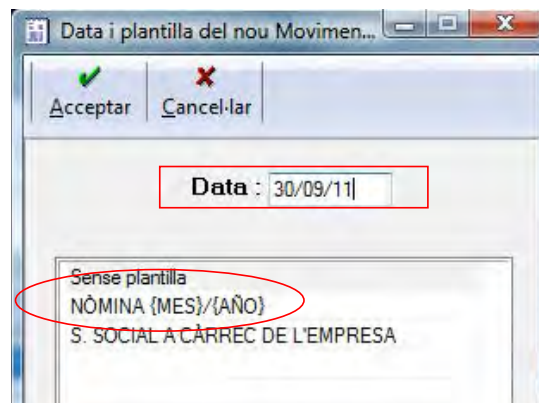 Data i plantilla del nou Movimen...
Acceptar
Cancel·lar
Data : 30/09/11
Sense plantilla
NÒMINA {MES}/{AÑO}
S. SOCIAL A CÀRREC DE L'EMPRESA